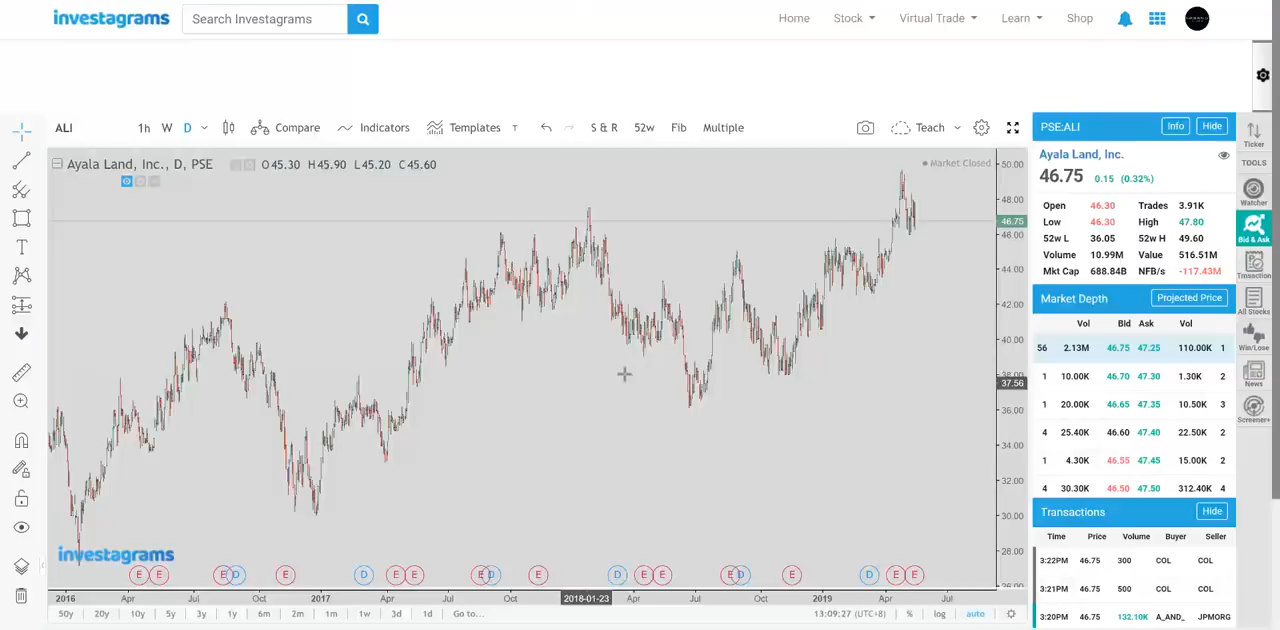 investagrams
Search Investagrams
Home Stock Virtual Trade Learn Shop
ALI 1h W D Compare Indicators Templates T S & R 52w Fib Multiple Teach
PSE:ALI Info Hide
Ayala Land, Inc., D, PSE O45.30 H45.90 L45.20 C45.60
Market Closed
Ayala Land, Inc.
46.75 0.15 (0.32%)
Open 46.30 Trades 3.91K
Low 46.30 High 47.80
52w L 36.05 52w H 49.60
Volume 10.99M Value 516.51M
Mkt Cap 688.84B NFB/s -117.43M
Market Depth Projected Price
Vol Bid Ask Vol
56 2.13M 46.75 47.25 110.00K 1
1 10.00K 46.70 47.30 1.30K 2
1 20.00K 46.65 47.35 10.50K 3
4 25.40K 46.60 47.40 22.50K 2
1 4.30K 46.55 47.45 15.00K 2
4 30.30K 46.50 47.50 312.40K 4
Transactions Hide
Time Price Volume Buyer Seller
3:22PM 46.75 300 COL COL
3:21PM 46.75 500 COL COL
3:20PM 46.75 132.10K A_AND_ JPMORG
Ticker
TOOLS
Watcher
Bid & Ask
Trnsaction
All Stocks
Win/Lose
News
Screener+
50.00
48.00
46.75
46.00
44.00
42.00
40.00
38.00
37.56
36.00
34.00
32.00
30.00
28.00
26.00
investagrams
E E E D E D E E E D E D E E E D E D E E
2016 Apr Jul Oct 2017 Apr Jul Oct 2018-01-23 Apr Jul Oct 2019 Apr Jul
50y 20y 10y 5y 3y 1y 6m 2m 1m 1w 3d 1d Go to... 13:09:27 (UTC+8) % log auto